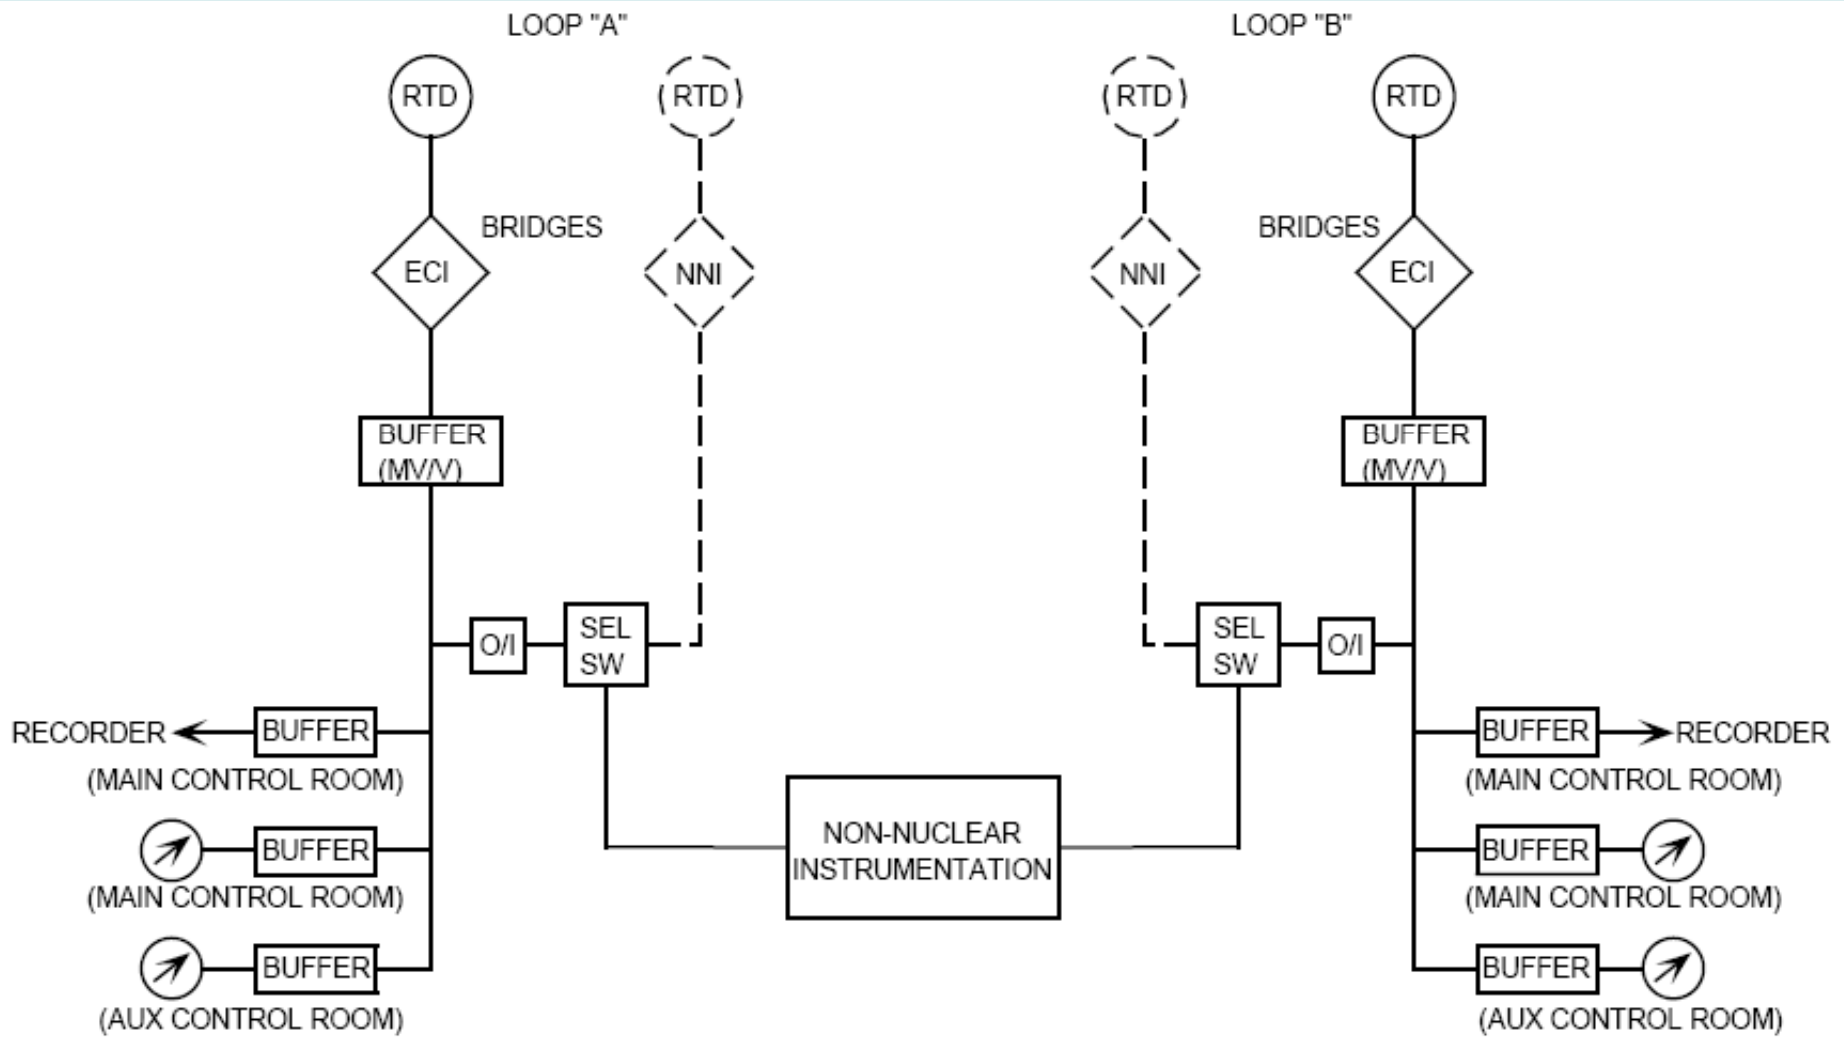 LOOP "A"
LOOP "B"
RTD
RTD
RTD
RTD
BRIDGES
BRIDGES
ECI
NNI
NNI
ECI
BUFFER
(MV/V)
BUFFER
(MV/V)
O/I
SEL
SW
SEL
SW
O/I
RECORDER
BUFFER
(MAIN CONTROL ROOM)
BUFFER
RECORDER
(MAIN CONTROL ROOM)
BUFFER
(MAIN CONTROL ROOM)
NON-NUCLEAR
INSTRUMENTATION
BUFFER
(MAIN CONTROL ROOM)
BUFFER
(AUX CONTROL ROOM)
BUFFER
(AUX CONTROL ROOM)